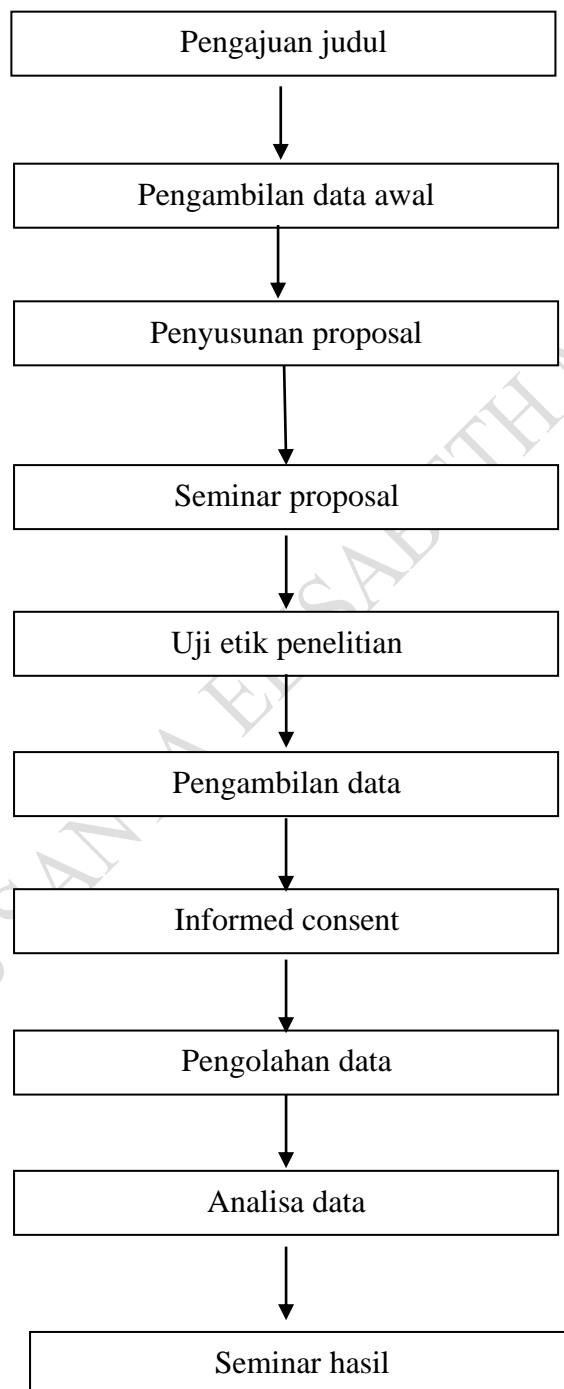 Pengajuan judul
Pengambilan data awal
Penyusunan proposal
Seminar proposal
Uji etik penelitian
Pengambilan data
Informed consent
Pengolahan data
Analisa data
Seminar hasil